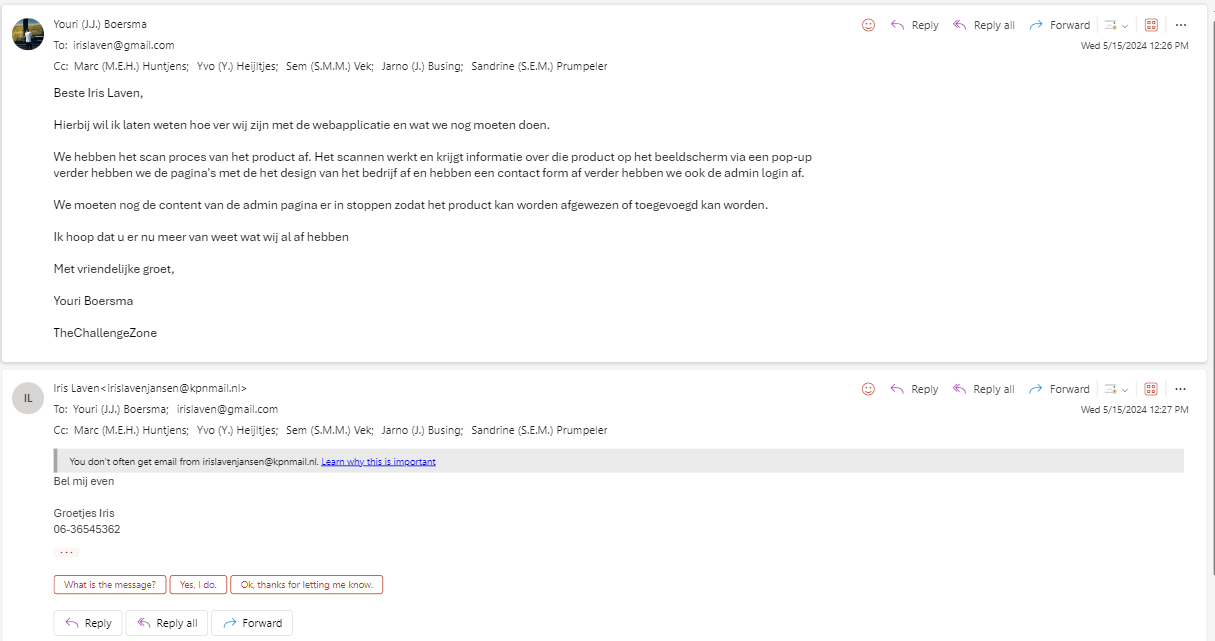 Youri (J.J.) Boersma
Reply Reply all Forward
To: irislaven@gmail.com
Wed 5/15/2024 12:26 PM
Cc: Marc (M.E.H.) Huntjens; Yvo (Y.) Heijltjes; Sem (S.M.M.) Vek; Jarno (J.) Busing; Sandrine (S.E.M.) Prumpeler
Beste Iris Laven,
Hierbij wil ik laten weten hoe ver wij zijn met de webapplicatie en wat we nog moeten doen.
We hebben het scan proces van het product af. Het scannen werkt en krijgt informatie over die product op het beeldscherm via een pop-up
verder hebben we de pagina's met de het design van het bedrijf af en hebben een contact form af verder hebben we ook de admin login af.
We moeten nog de content van de admin pagina er in stoppen zodat het product kan worden afgewezen of toegevoegd kan worden.
Ik hoop dat u er nu meer van weet wat wij al af hebben
Met vriendelijke groet,
Youri Boersma
TheChallengeZone
IL
Iris Laven<irislavenjansen@kpnmail.nl>
Reply Reply all Forward
To: Youri (J.J.) Boersma; irislaven@gmail.com
Wed 5/15/2024 12:27 PM
Cc: Marc (M.E.H.) Huntjens; Yvo (Y.) Heijltjes; Sem (S.M.M.) Vek; Jarno (J.) Busing; Sandrine (S.E.M.) Prumpeler
You don't often get email from irislavenjansen@kpnmail.nl. Learn why this is important
Bel mij even
Groetjes Iris
06-36545362
What is the message? Yes, I do. Ok, thanks for letting me know.
Reply Reply all Forward